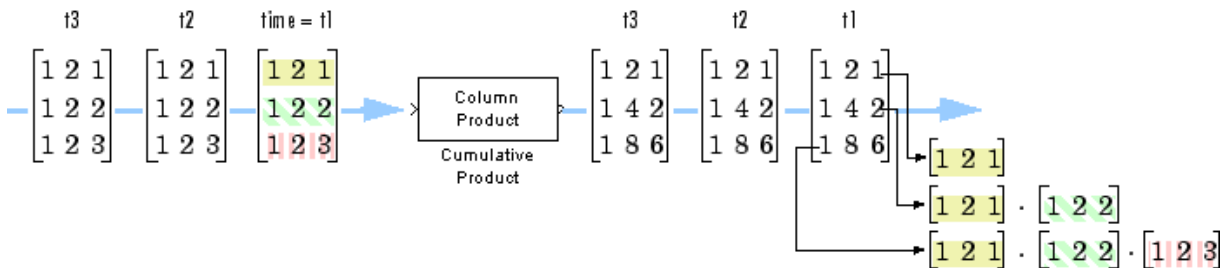 t3 t2 time = t1 t3 t2 t1
1 2 1 1 2 1 1 2 1 1 2 1 1 2 1 1 2 1
1 2 2 1 2 2 1 2 2 Column 1 4 2 1 4 2 1 4 2
Product
1 2 3 1 2 3 1 2 3 1 8 6 1 8 6 1 8 6
Cumulative
Product
[1 2 1]
[1 2 1] · [1 2 2]
[1 2 1] · [1 2 2] · [1 2 3]